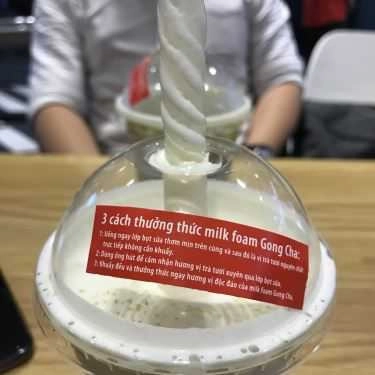 3 cách thưởng thức milk foam Gong Cha:
1: Uống ngay lớp bọt sữa thơm mịn trên cùng và sau đó là vị trà tươi nguyên chất
trực tiếp không cần khuấy.
2: Dùng ống hút để cảm nhận hương vị trà tươi xuyên qua lớp bọt sữa.
3: Khuấy đều và thưởng thức ngay hương vị độc đáo của milk foam Gong Cha.